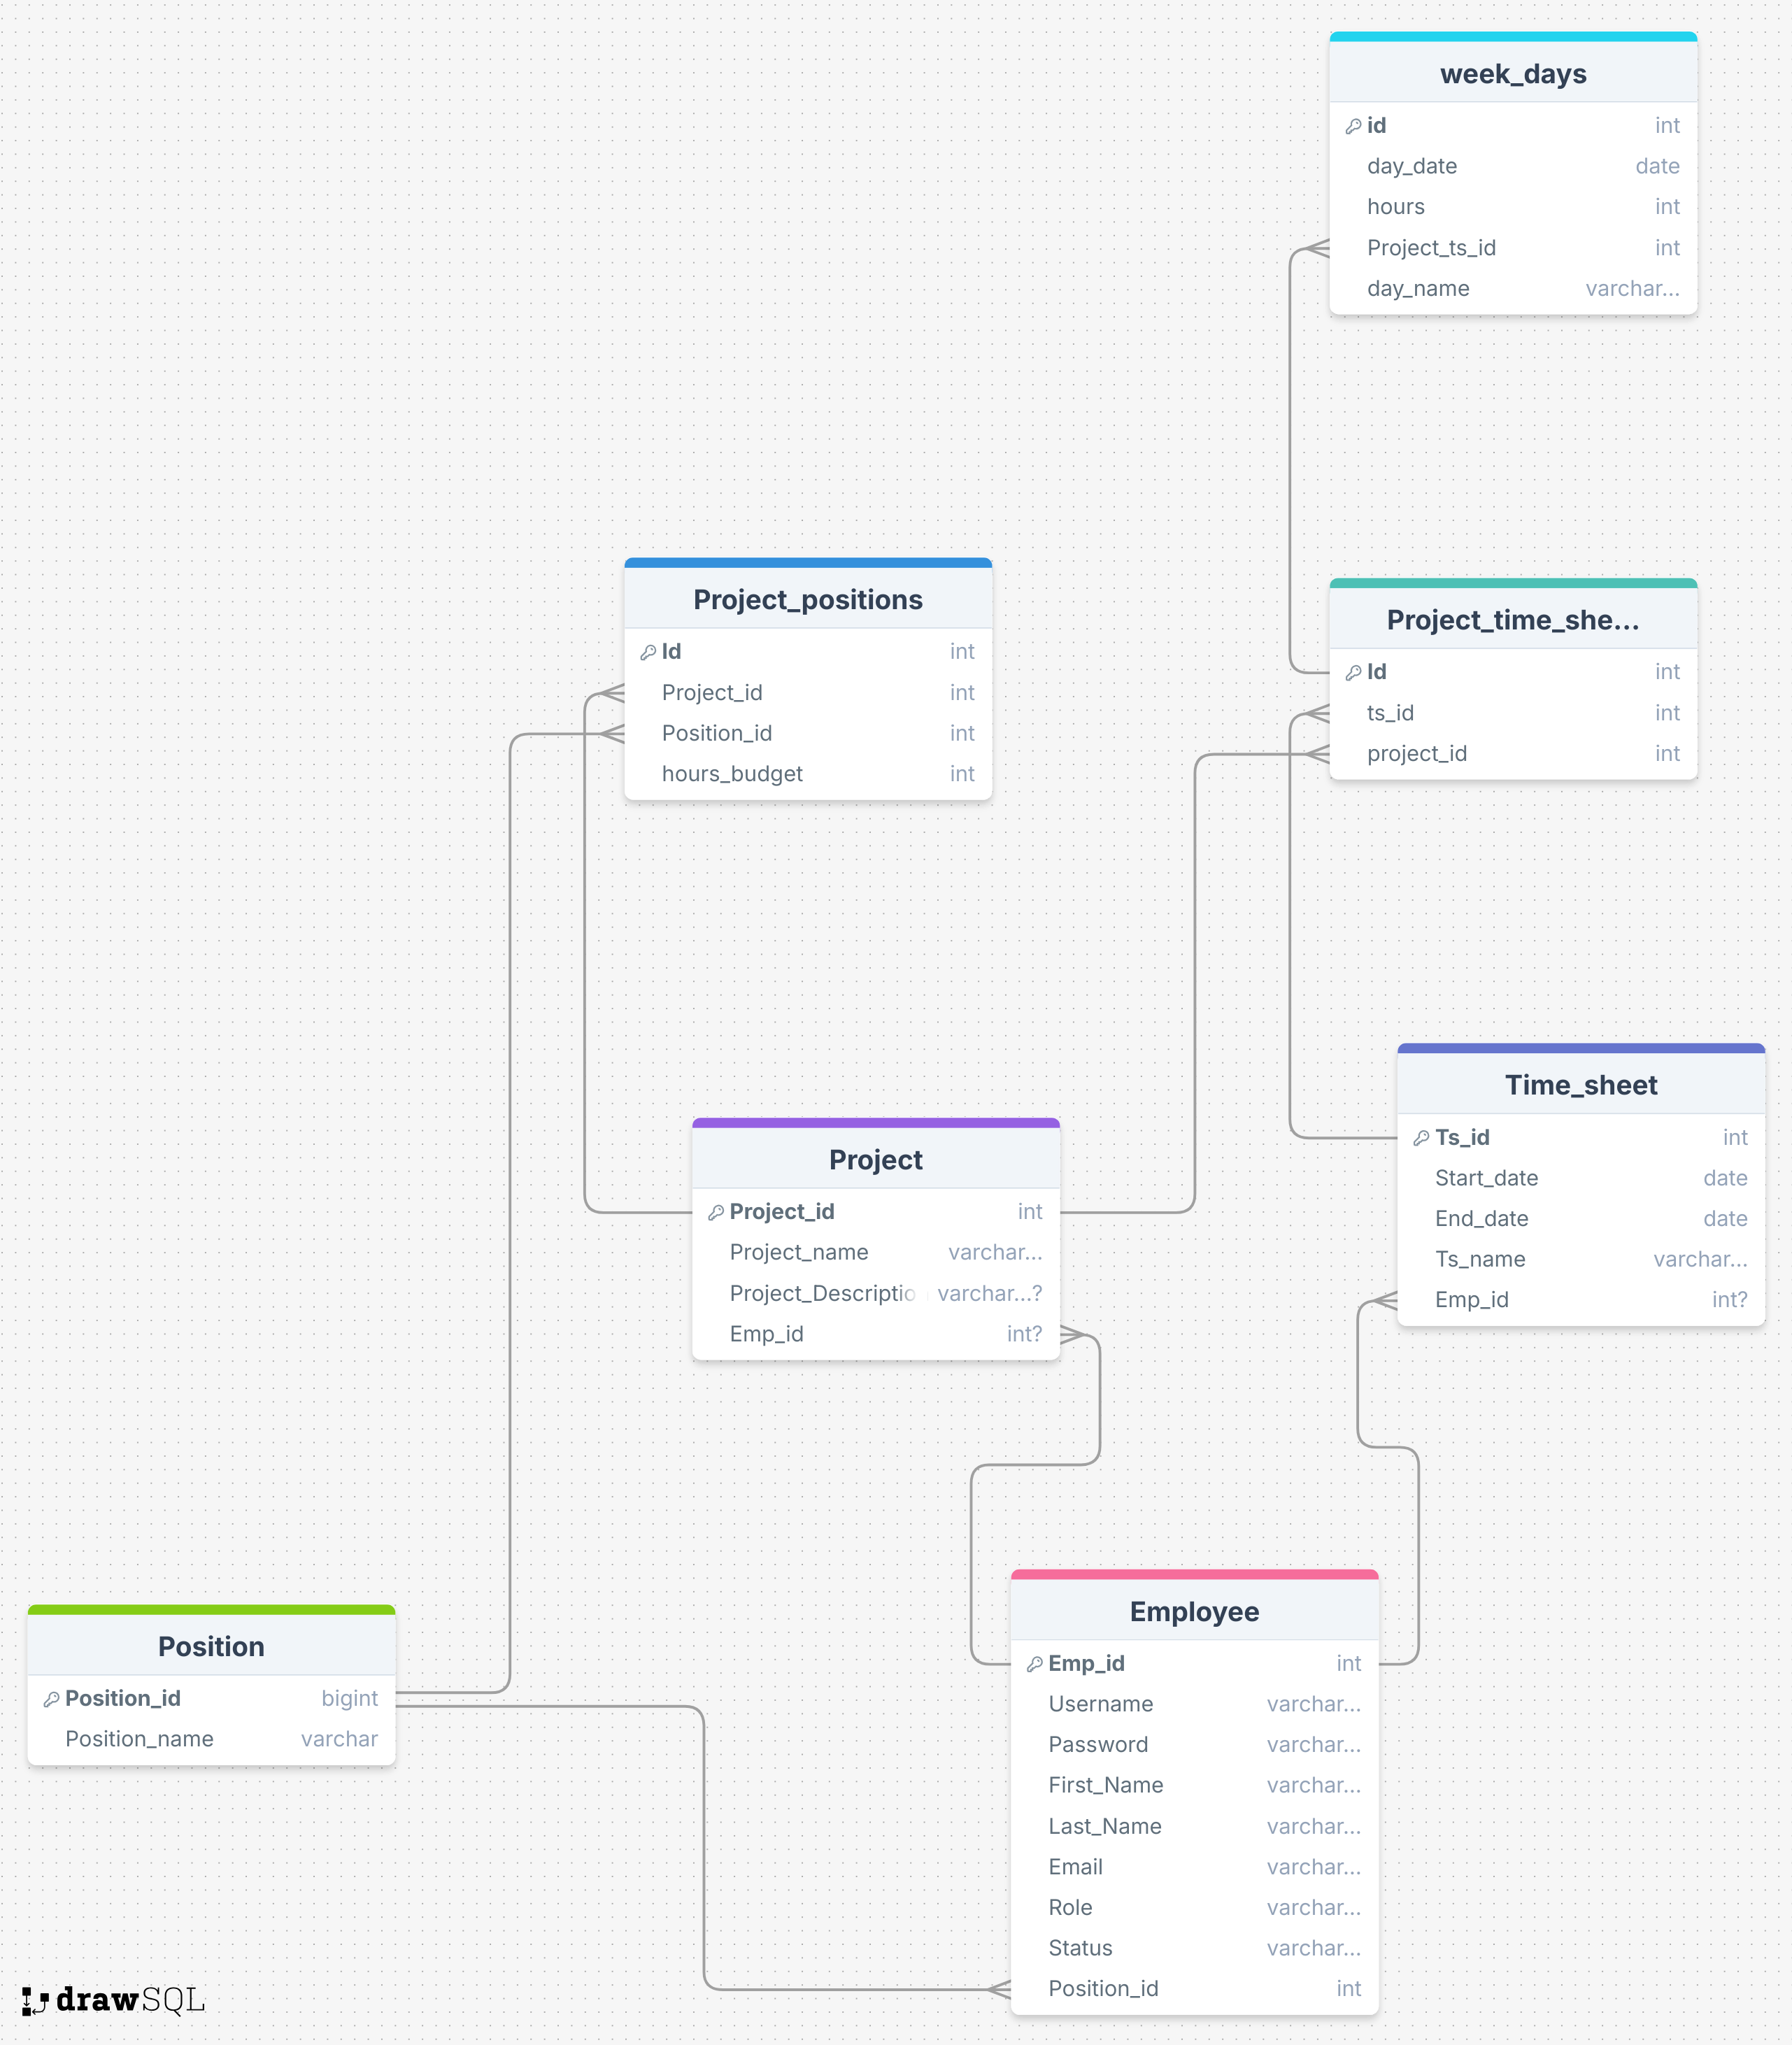 week_days
id int
day_date date
hours int
Project_ts_id int
day_name varchar...
Project_positions
Id int
Project_id int
Position_id int
hours_budget int
Project_time_she...
Id int
ts_id int
project_id int
Time_sheet
Ts_id int
Start_date date
End_date date
Ts_name varchar...
Emp_id int?
Project
Project_id int
Project_name varchar...
Project_Descriptio varchar...?
Emp_id int?
Employee
Emp_id int
Username varchar...
Password varchar...
First_Name varchar...
Last_Name varchar...
Email varchar...
Role varchar...
Status varchar...
Position_id int
Position
Position_id bigint
Position_name varchar
drawSQL